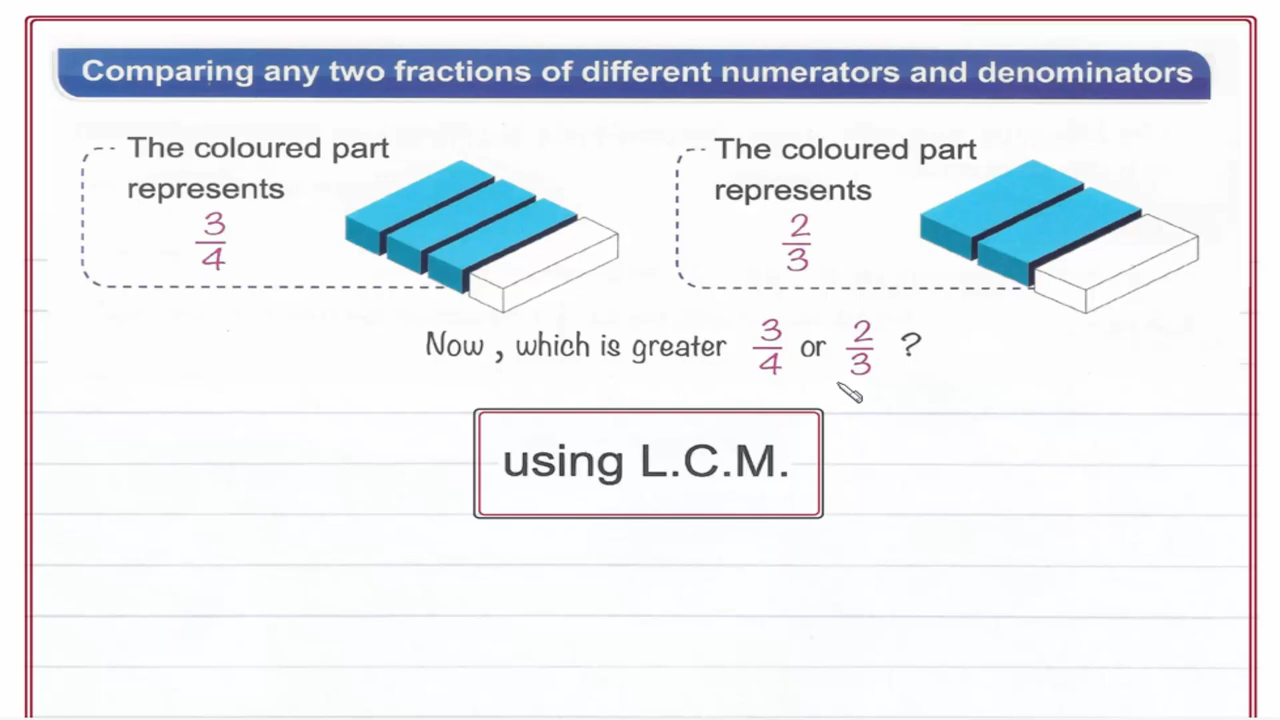 Comparing any two fractions of different numerators and denominators
The coloured part
represents
3
4
The coloured part
represents
2
3
Now , which is greater 3/4 or 2/3 ?
using L.C.M.